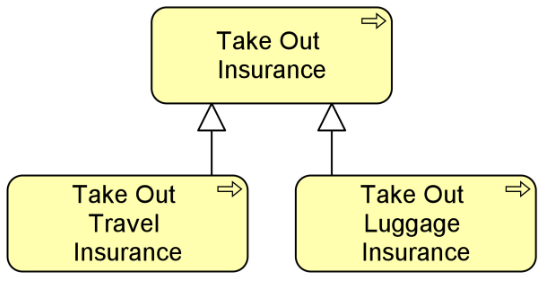 Take Out
Insurance
Take Out
Travel
Insurance
Take Out
Luggage
Insurance